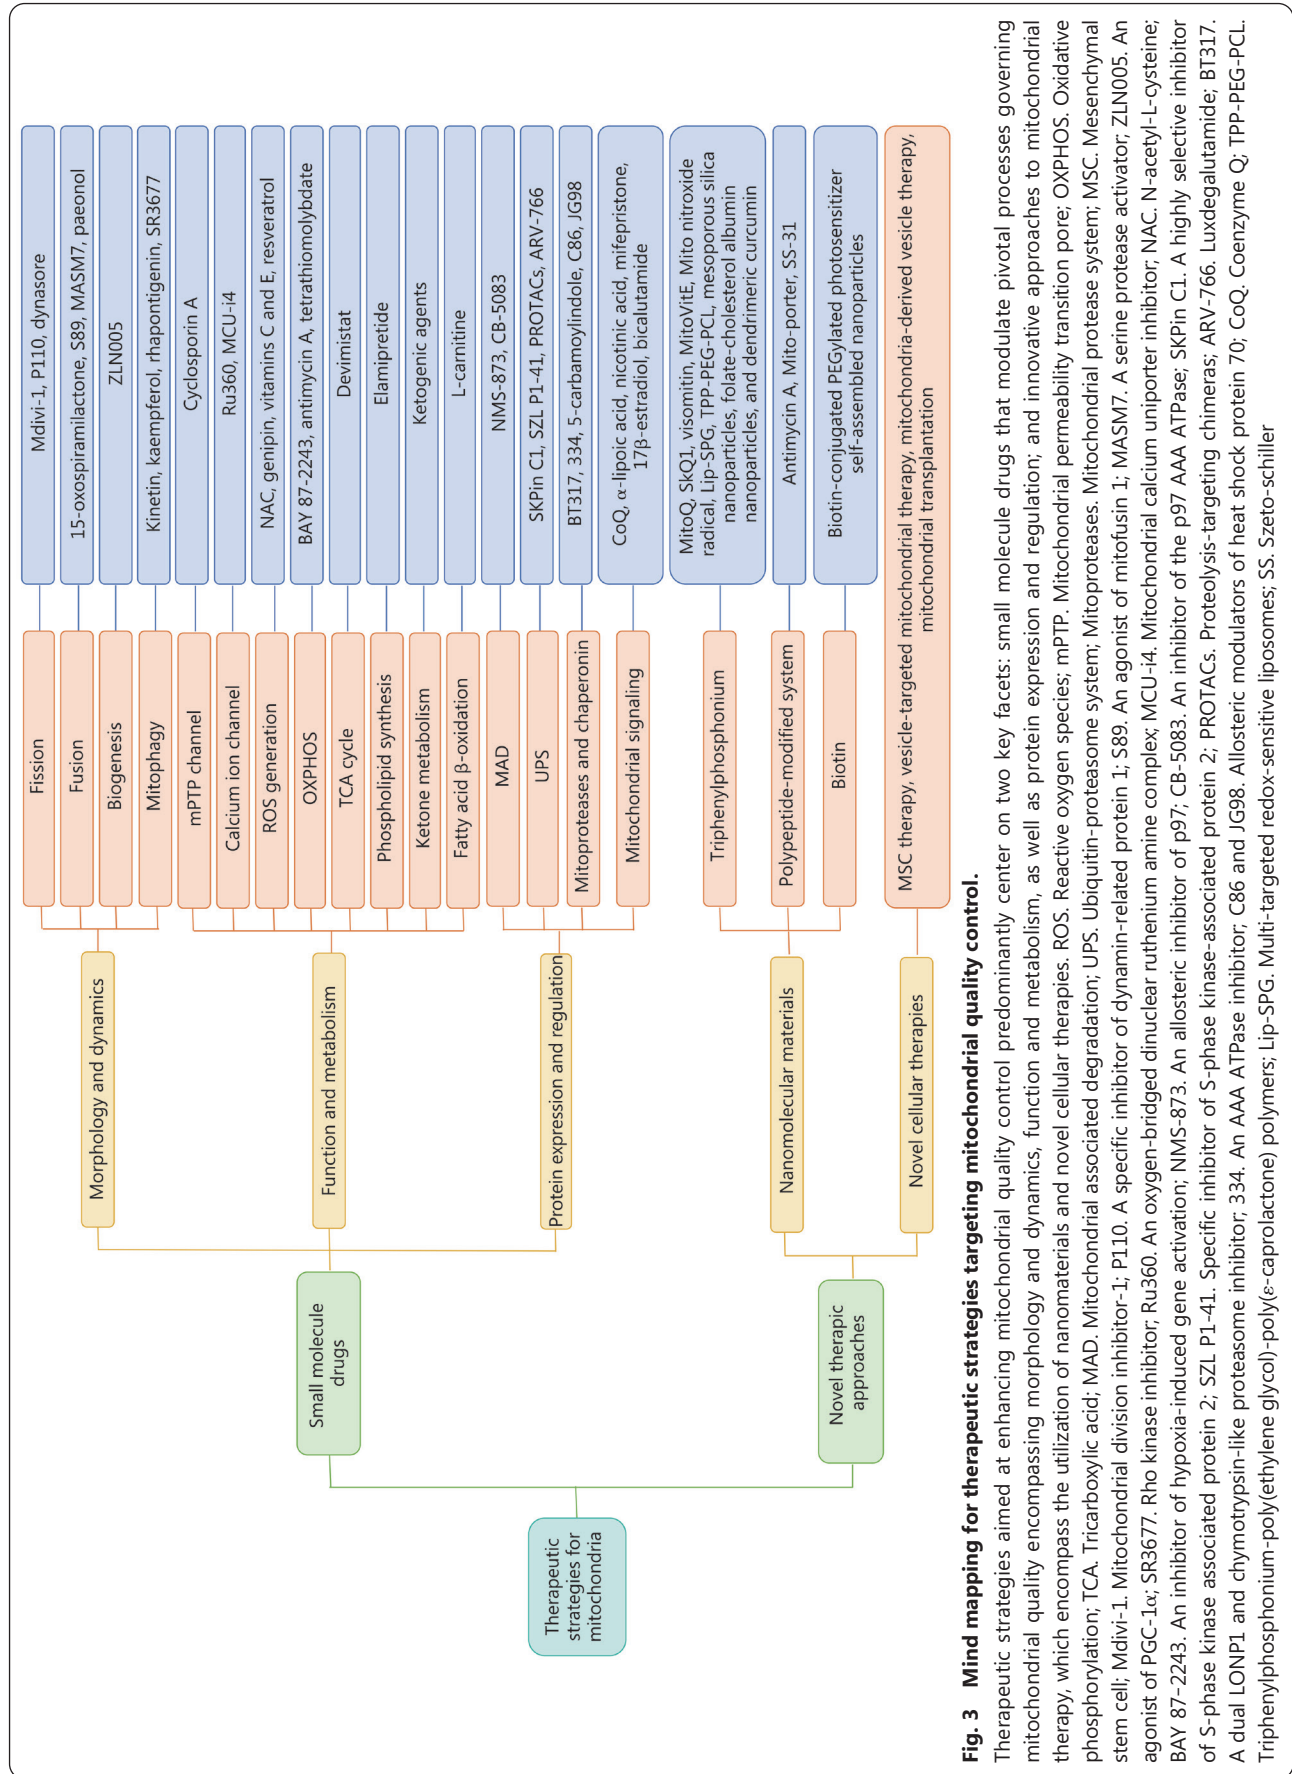 Therapeutic
strategies for
mitochondria
Small molecule
drugs
Morphology and dynamics
Fission
Mdivi-1, P110, dynasore
Fusion
15-oxospiramilactone, S89, MASM7, paeonol
Biogenesis
ZLN005
Mitophagy
Kinetin, kaempferol, rhapontigenin, SR3677
Function and metabolism
mPTP channel
Cyclosporin A
Calcium ion channel
Ru360, MCU-i4
ROS generation
NAC, genipin, vitamins C and E, resveratrol
OXPHOS
BAY 87-2243, antimycin A, tetrathiomolybdate
TCA cycle
Devimistat
Phospholipid synthesis
Elamipretide
Ketone metabolism
Ketogenic agents
Fatty acid β-oxidation
L-carnitine
Protein expression and regulation
MAD
NMS-873, CB-5083
UPS
SKPin C1, SZL P1-41, PROTACs, ARV-766
Mitoproteases and chaperonin
BT317, 334, 5-carbamoylindole, C86, JG98
Mitochondrial signaling
CoQ, α-lipoic acid, nicotinic acid, mifepristone,
17β-estradiol, bicalutamide
Novel therapic
approaches
Nanomolecular materials
Triphenylphosphonium
MitoQ, SkQ1, visomitin, MitoVitE, Mito nitroxide
radical, Lip-SPG, TPP-PEG-PCL, mesoporous silica
nanoparticles, folate-cholesterol albumin
nanoparticles, and dendrimeric curcumin
Polypeptide-modified system
Antimycin A, Mito-porter, SS-31
Biotin
Biotin-conjugated PEGylated photosensitizer
self-assembled nanoparticles
Novel cellular therapies
MSC therapy, vesicle-targeted mitochondrial therapy, mitochondria-derived vesicle therapy,
mitochondrial transplantation
Fig. 3 Mind mapping for therapeutic strategies targeting mitochondrial quality control.
Therapeutic strategies aimed at enhancing mitochondrial quality control predominantly center on two key facets: small molecule drugs that modulate pivotal processes governing
mitochondrial quality encompassing morphology and dynamics, function and metabolism, as well as protein expression and regulation; and innovative approaches to mitochondrial
therapy, which encompass the utilization of nanomaterials and novel cellular therapies. ROS. Reactive oxygen species; mPTP. Mitochondrial permeability transition pore; OXPHOS. Oxidative
phosphorylation; TCA. Tricarboxylic acid; MAD. Mitochondrial associated degradation; UPS. Ubiquitin-proteasome system; Mitoproteases. Mitochondrial protease system; MSC. Mesenchymal
stem cell; Mdivi-1. Mitochondrial division inhibitor-1; P110. A specific inhibitor of dynamin-related protein 1; S89. An agonist of mitofusin 1; MASM7. A serine protease activator; ZLN005. An
agonist of PGC-1α; SR3677. Rho kinase inhibitor; Ru360. An oxygen-bridged dinuclear ruthenium amine complex; MCU-i4. Mitochondrial calcium uniporter inhibitor; NAC. N-acetyl-L-cysteine;
BAY 87–2243. An inhibitor of hypoxia-induced gene activation; NMS-873. An allosteric inhibitor of p97; CB-5083. An inhibitor of the p97 AAA ATPase; SKPin C1. A highly selective inhibitor
of S-phase kinase associated protein 2; SZL P1-41. Specific inhibitor of S-phase kinase-associated protein 2; PROTACs. Proteolysis-targeting chimeras; ARV-766. Luxdegalutamide; BT317.
A dual LONP1 and chymotrypsin-like proteasome inhibitor; 334. An AAA ATPase inhibitor; C86 and JG98. Allosteric modulators of heat shock protein 70; CoQ. Coenzyme Q; TPP-PEG-PCL.
Triphenylphosphonium-poly(ethylene glycol)-poly(ε-caprolactone) polymers; Lip-SPG. Multi-targeted redox-sensitive liposomes; SS. Szeto-schiller